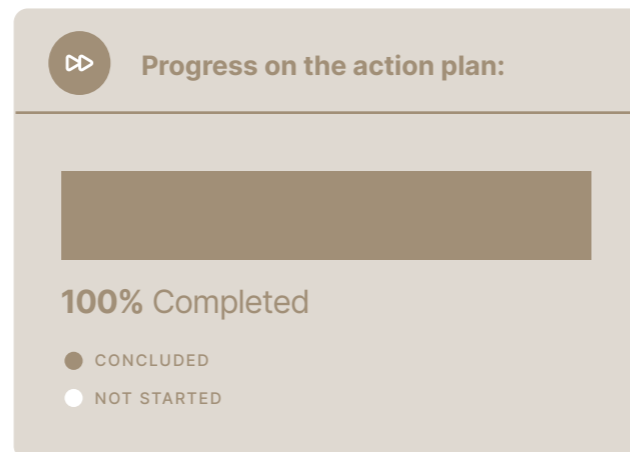 Progress on the action plan:
100% Completed
CONCLUDED
NOT STARTED